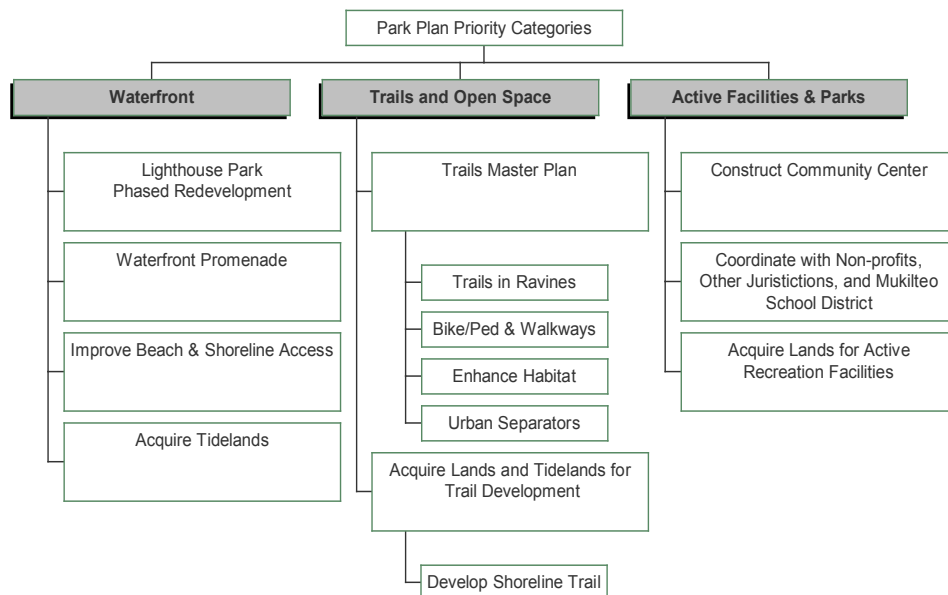 Park Plan Priority Categories
Waterfront
Trails and Open Space
Active Facilities & Parks
Lighthouse Park
Phased Redevelopment
Waterfront Promenade
Improve Beach & Shoreline Access
Acquire Tidelands
Trails Master Plan
Trails in Ravines
Bike/Ped & Walkways
Enhance Habitat
Urban Separators
Acquire Lands and Tidelands for
Trail Development
Develop Shoreline Trail
Construct Community Center
Coordinate with Non-profits,
Other Juristictions, and Mukilteo
School District
Acquire Lands for Active
Recreation Facilities